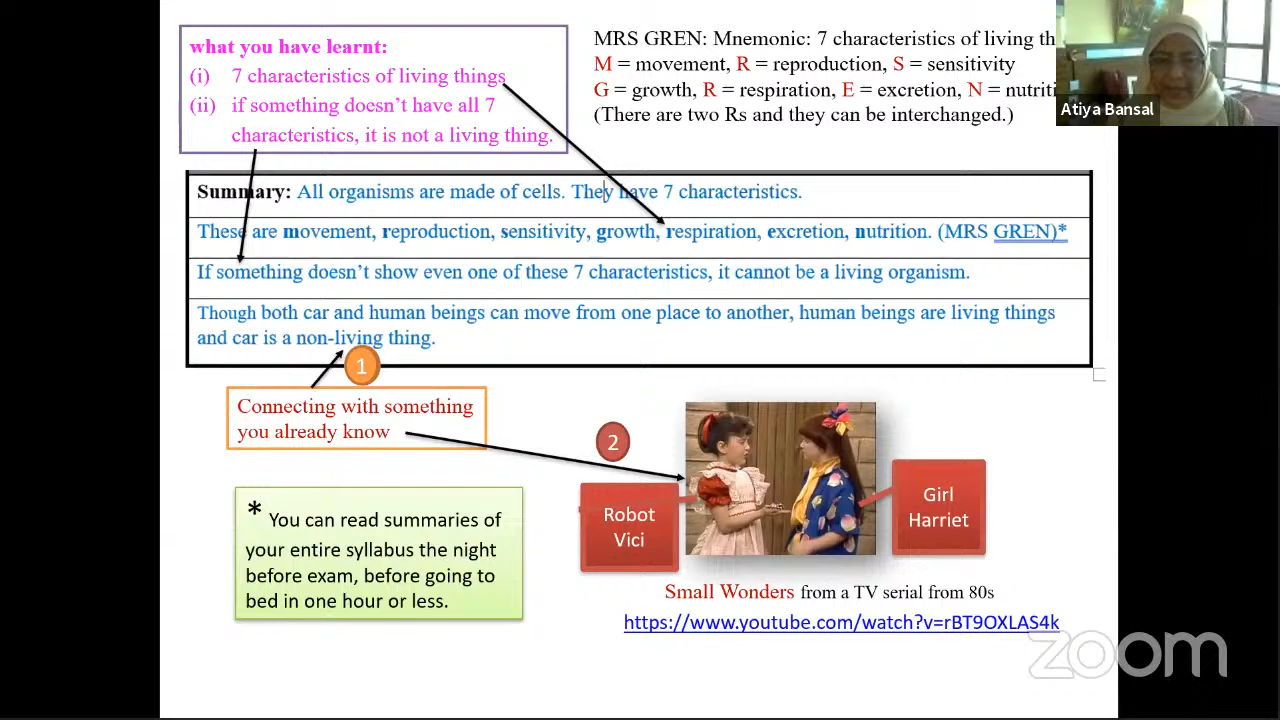 what you have learnt:
(i) 7 characteristics of living things
(ii) if something doesn't have all 7
characteristics, it is not a living thing.
MRS GREN: Mnemonic: 7 characteristics of living th
M = movement, R = reproduction, S = sensitivity
G = growth, R = respiration, E = excretion, N = nutriti
(There are two Rs and they can be interchanged.)
Atiya Bansal
Summary: All organisms are made of cells. They have 7 characteristics.
These are movement, reproduction, sensitivity, growth, respiration, excretion, nutrition. (MRS GREN)*
If something doesn't show even one of these 7 characteristics, it cannot be a living organism.
Though both car and human beings can move from one place to another, human beings are living things
and car is a non-living thing.
1
Connecting with something
you already know
2
Robot
Vici
Girl
Harriet
* You can read summaries of
your entire syllabus the night
before exam, before going to
bed in one hour or less.
Small Wonders from a TV serial from 80s
https://www.youtube.com/watch?v=rBT9OXLAS4k
zoom